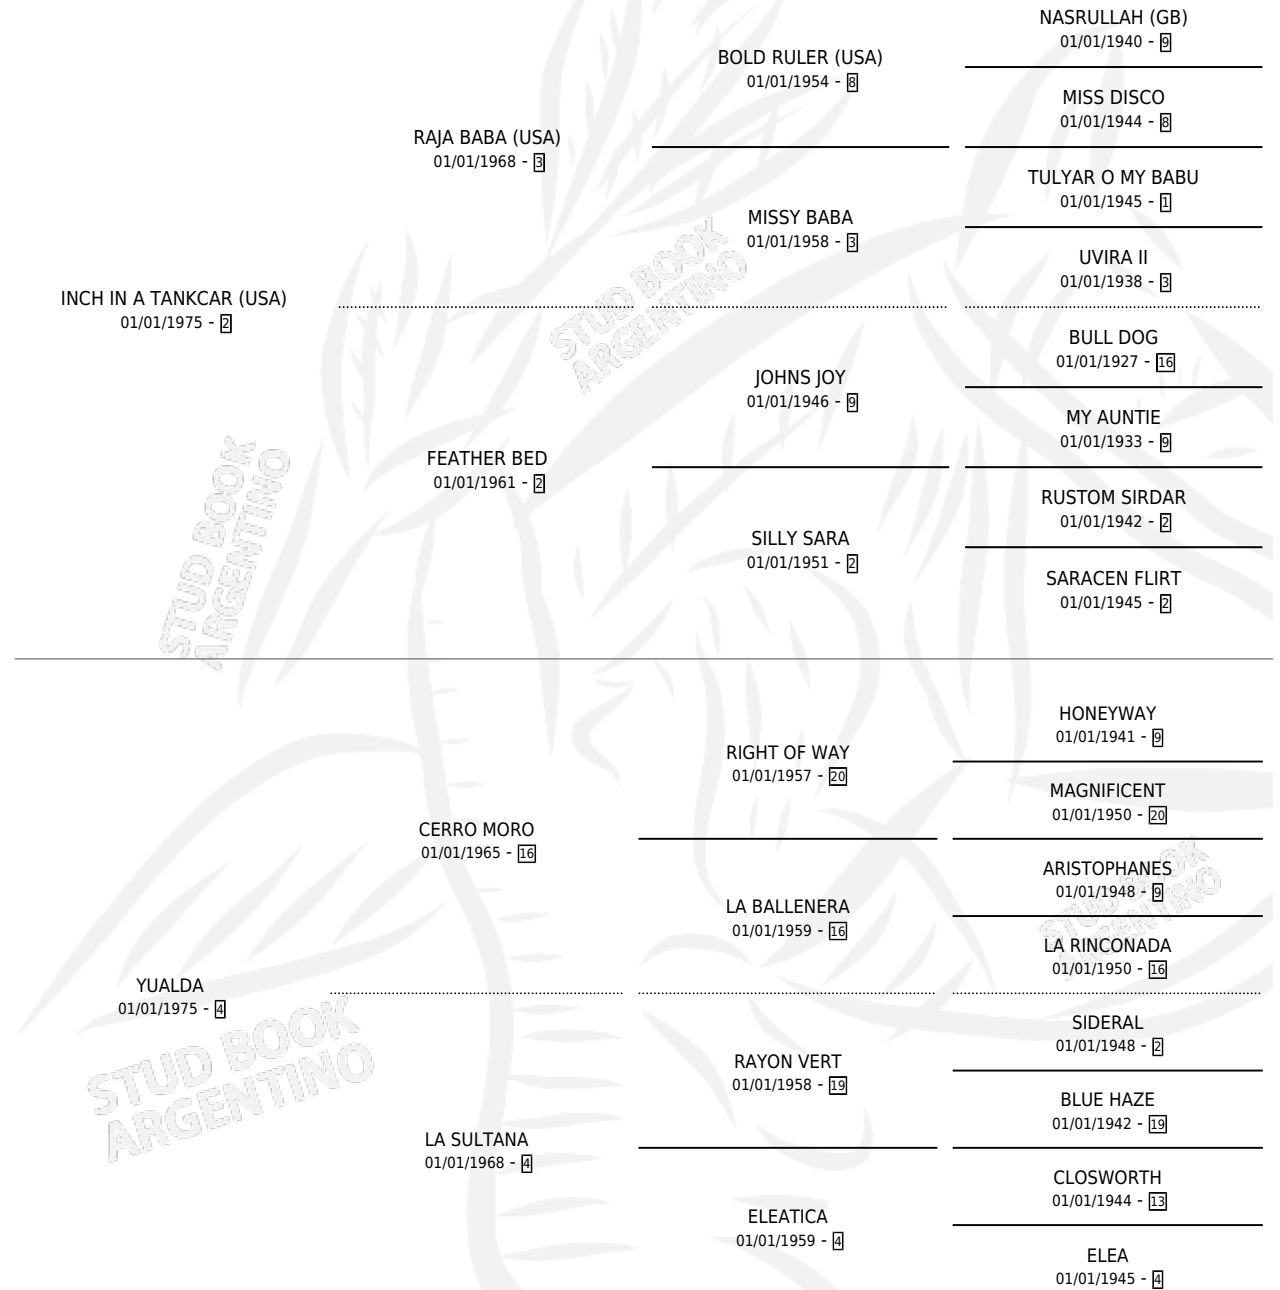 NASRULLAH (GB)
01/01/1940 - 9
BOLD RULER (USA)
01/01/1954 - 8
MISS DISCO
01/01/1944 - 8
RAJA BABA (USA)
01/01/1968 - 3
TULYAR O MY BABU
01/01/1945 - 1
MISSY BABA
01/01/1958 - 3
UVIRA II
01/01/1938 - 3
INCH IN A TANKCAR (USA)
01/01/1975 - 2
BULL DOG
01/01/1927 - 16
JOHNS JOY
01/01/1946 - 9
MY AUNTIE
01/01/1933 - 9
FEATHER BED
01/01/1961 - 2
RUSTOM SIRDAR
01/01/1942 - 2
SILLY SARA
01/01/1951 - 2
SARACEN FLIRT
01/01/1945 - 2
HONEYWAY
01/01/1941 - 9
RIGHT OF WAY
01/01/1957 - 20
MAGNIFICENT
01/01/1950 - 20
CERRO MORO
01/01/1965 - 16
ARISTOPHANES
01/01/1948 - 9
LA BALLENERA
01/01/1959 - 16
LA RINCONADA
01/01/1950 - 16
YUALDA
01/01/1975 - 4
SIDERAL
01/01/1948 - 2
RAYON VERT
01/01/1958 - 19
BLUE HAZE
01/01/1942 - 19
LA SULTANA
01/01/1968 - 4
CLOSWORTH
01/01/1944 - 13
ELEATICA
01/01/1959 - 4
ELEA
01/01/1945 - 4
STUD BOOK
ARGENTINO
STUD BOOK
ARGENTINO
STUD BOOK
ARGENTINO
STUD BOOK
ARGENTINO